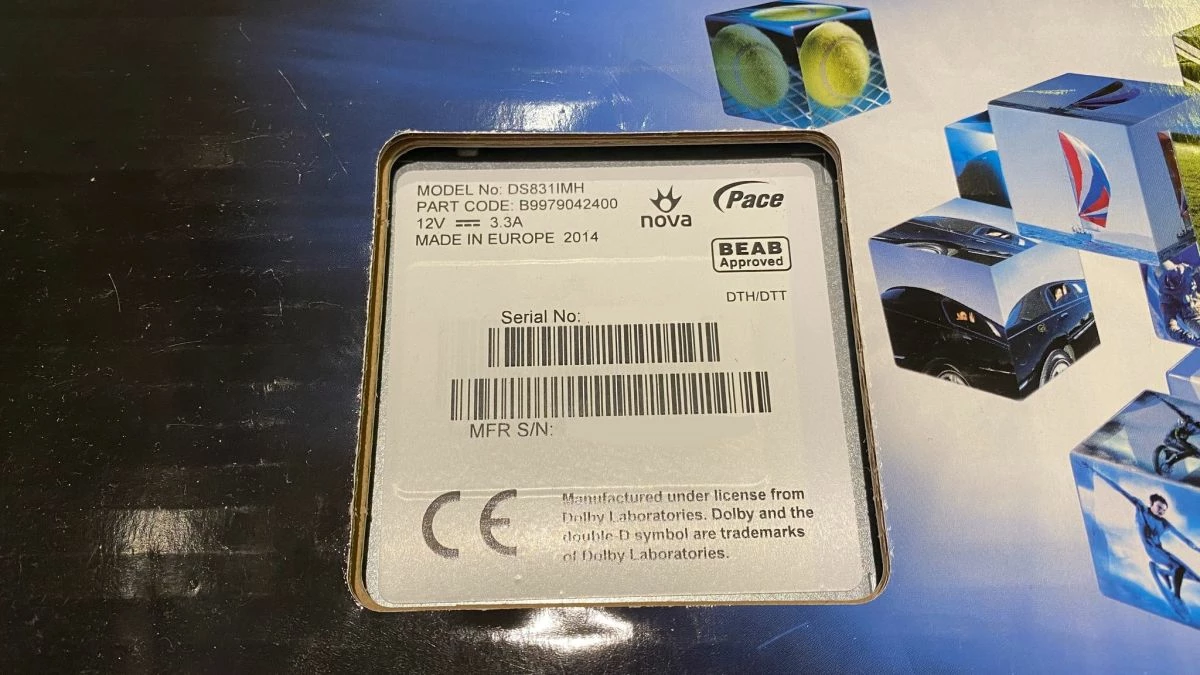 MODEL No: DS831IMH
PART CODE: B9979042400
12V ⎓ 3.3A
MADE IN EUROPE 2014
nova
Pace
BEAB
Approved
DTH/DTT
Serial No:
MFR S/N:
CE
Manufactured under license from
Dolby Laboratories. Dolby and the
double-D symbol are trademarks
of Dolby Laboratories.